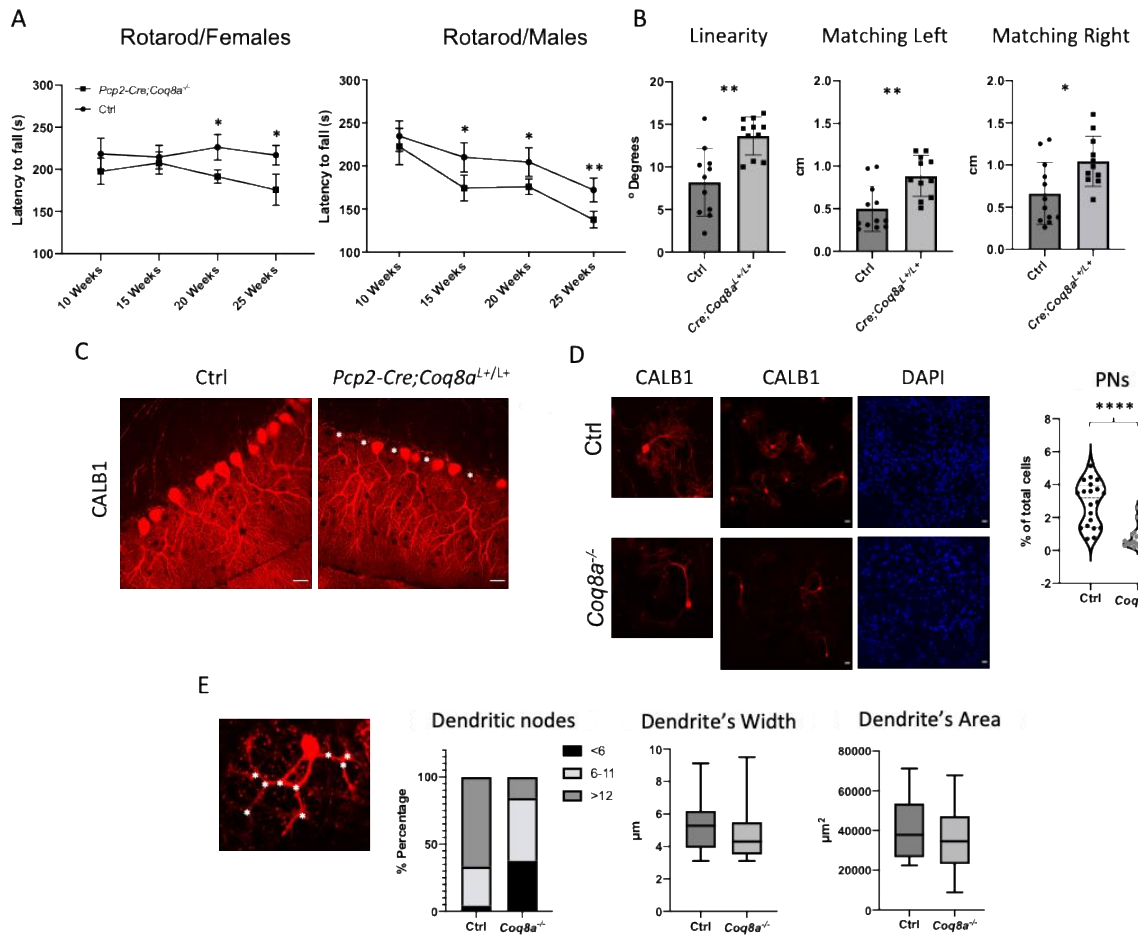 A
Rotarod/Females
Rotarod/Males
Latency to fall (s)
300
250
200
150
100
Pcp2-Cre;Coq8a-/-
Ctrl
*
*
10 Weeks
15 Weeks
20 Weeks
25 Weeks
Latency to fall (s)
300
250
200
150
100
*
*
**
10 Weeks
15 Weeks
20 Weeks
25 Weeks
B
Linearity
Matching Left
Matching Right
º Degrees
20
15
10
5
0
**
Ctrl
Cre;Coq8aL+/L+
cm
2.0
1.5
1.0
0.5
0.0
**
Ctrl
Cre;Coq8aL+/L+
cm
2.0
1.5
1.0
0.5
0.0
*
Ctrl
Cre;Coq8aL+/L+
C
Ctrl
Pcp2-Cre;Coq8aL+/L+
CALB1
D
CALB1
CALB1
DAPI
Ctrl
Coq8a-/-
PNs
****
% of total cells
8
6
4
2
0
-2
Ctrl
Coq
E
Dendritic nodes
% Percentage
100
50
0
Ctrl
Coq8a-/-
<6
6-11
>12
Dendrite's Width
µm
10
8
6
4
2
0
Ctrl
Coq8a-/-
Dendrite's Area
µm2
80000
60000
40000
20000
0
Ctrl
Coq8a-/-